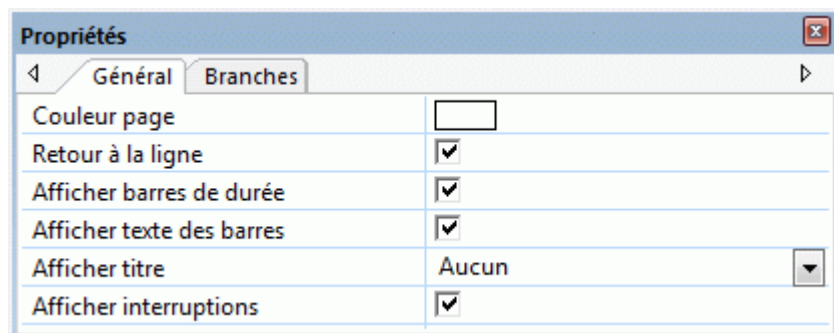 Propriétés
Général Branches
Couleur page
Retour à la ligne
Afficher barres de durée
Afficher texte des barres
Afficher titre Aucun
Afficher interruptions